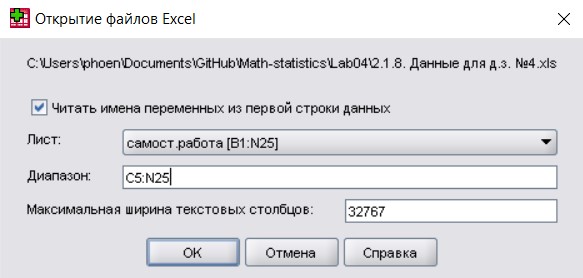 Открытие файлов Excel
C:\Users\phoen\Documents\GitHub\Math-statistics\Lab04\2.1.8. Данные для д.з. №4.xls
Читать имена переменных из первой строки данных
Лист: самост.работа [B1:N25]
Диапазон: C5:N25
Максимальная ширина текстовых столбцов: 32767
ОК Отмена Справка